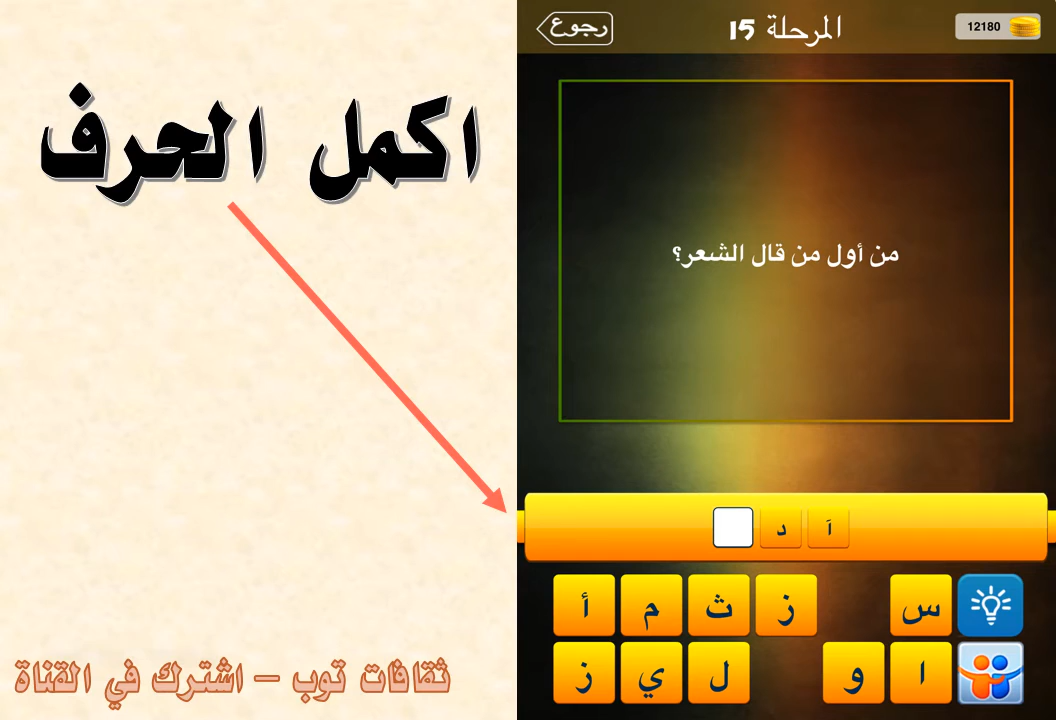 رجوع
المرحلة 15
12180
اكمل الحرف
من أول من قال الشعر؟
آ د
س ز ث م أ
ا و ل ي ز
ثقافات توب – اشترك في القناة